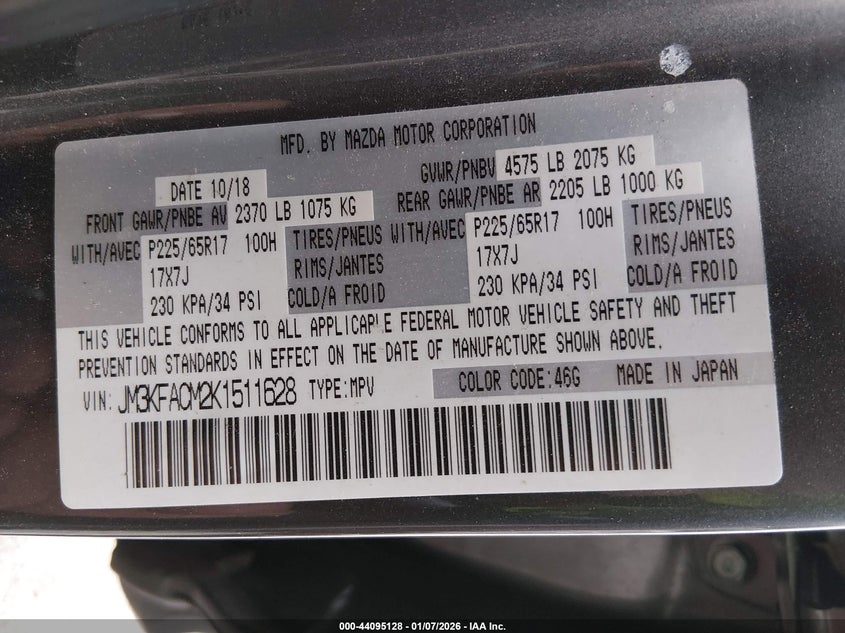 MFD. BY MAZDA MOTOR CORPORATION
DATE 10/18
GVWR/PNBV 4575 LB 2075 KG
FRONT GAWR/PNBE AV 2370 LB 1075 KG
REAR GAWR/PNBE AR 2205 LB 1000 KG
WITH/AVEC P225/65R17 100H TIRES/PNEUS
17X7J RIMS/JANTES
230 KPA/34 PSI COLD/A FROID
WITH/AVEC P225/65R17 100H TIRES/PNEUS
17X7J RIMS/JANTES
230 KPA/34 PSI COLD/A FROID
THIS VEHICLE CONFORMS TO ALL APPLICABLE FEDERAL MOTOR VEHICLE SAFETY AND THEFT
PREVENTION STANDARDS IN EFFECT ON THE DATE OF MANUFACTURE SHOWN ABOVE.
VIN: JM3KFACM2K1511628 TYPE:MPV COLOR CODE:46G MADE IN JAPAN
000-44095128 - 01/07/2026 - IAA Inc.